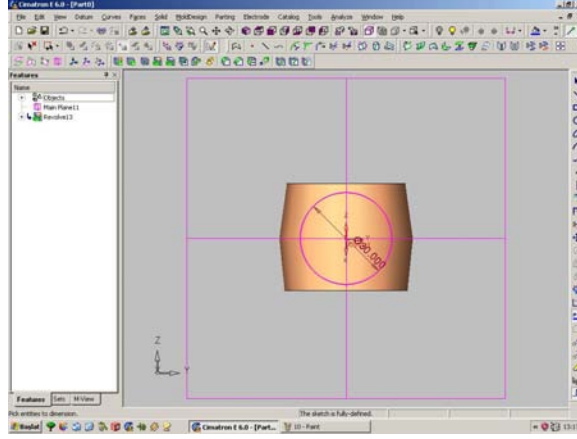 Cimatron E 6.0 - [Part0]
File Edit View Datum Curves Faces Solid MoldDesign Parting Electrode Catalog Tools Analyze Window Help
Features
Name
Objects
Main Plane11
Revolve13
Ø80.000
Z
Y
Features Sets M-View
Pick entities to dimension. The sketch is fully-defined.
Başlat Cimatron E 6.0 - [Part... 10 - Paint